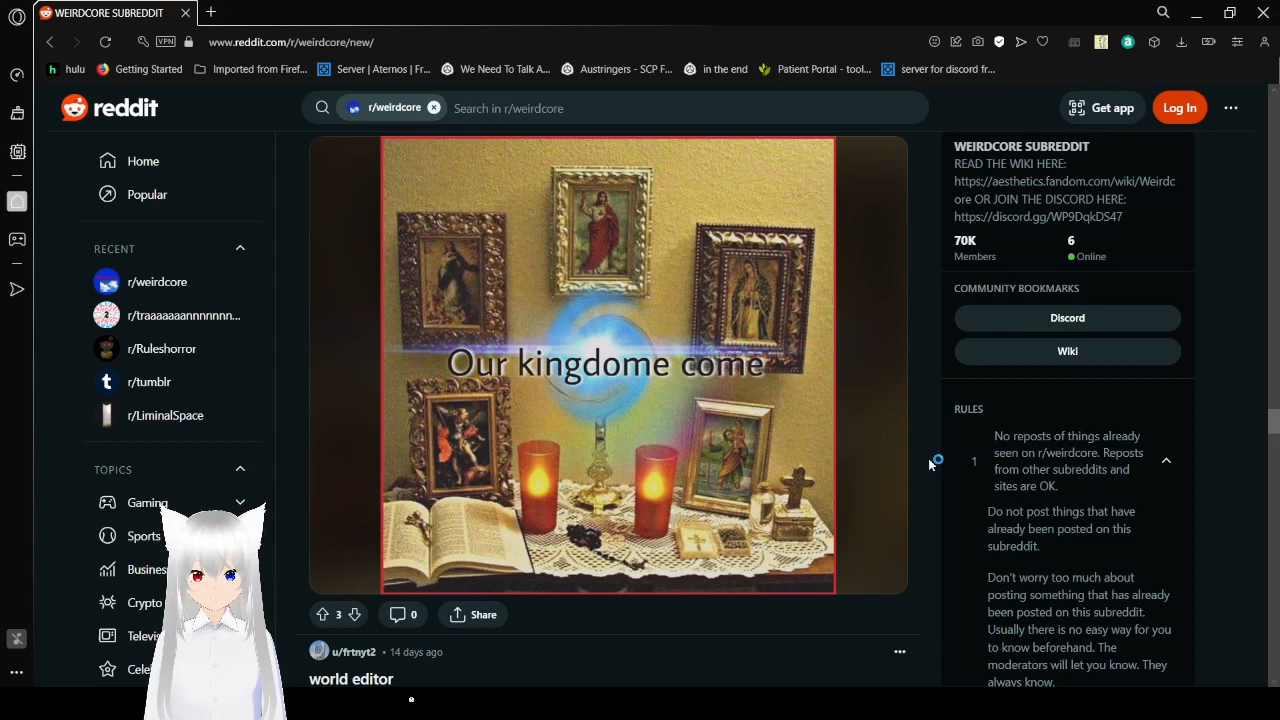 WEIRDCORE SUBREDDIT
VPN
www.reddit.com/r/weirdcore/new/
hulu
Getting Started
Imported from Firef...
Server | Aternos | Fr...
We Need To Talk A...
Austringers - SCP F...
in the end
Patient Portal - tool...
server for discord fr...
reddit
r/weirdcore
Search in r/weirdcore
Get app
Log In
Home
Popular
RECENT
r/weirdcore
r/traaaaaaannnnnnn...
r/Ruleshorror
r/tumblr
r/LiminalSpace
TOPICS
Gaming
Sports
Busines
Crypto
Televis
Cele
Our kingdome come
3
0
Share
u/frtnyt2 • 14 days ago
world editor
WEIRDCORE SUBREDDIT
READ THE WIKI HERE:
https://aesthetics.fandom.com/wiki/Weirdc
ore OR JOIN THE DISCORD HERE:
https://discord.gg/WP9DqkDS47
70K
6
Members
Online
COMMUNITY BOOKMARKS
Discord
Wiki
RULES
1
No reposts of things already
seen on r/weirdcore. Reposts
from other subreddits and
sites are OK.
Do not post things that have
already been posted on this
subreddit.
Don't worry too much about
posting something that has already
been posted on this subreddit.
Usually there is no easy way for you
to know beforehand. The
moderators will let you know. They
always know.